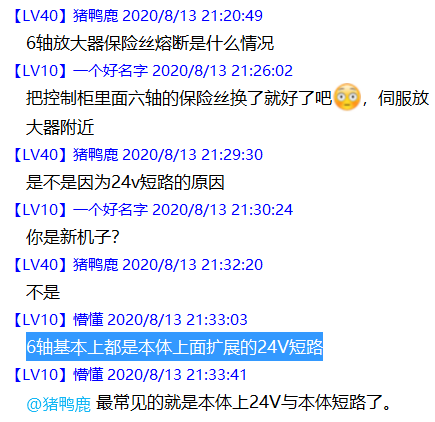 【LV40】猪鸭鹿 2020/8/13 21:20:49
6轴放大器保险丝熔断是什么情况
【LV10】一个好名字 2020/8/13 21:26:02
把控制柜里面六轴的保险丝换了就好了吧，伺服放
大器附近
【LV40】猪鸭鹿 2020/8/13 21:29:30
是不是因为24v短路的原因
【LV10】一个好名字 2020/8/13 21:30:24
你是新机子？
【LV40】猪鸭鹿 2020/8/13 21:32:20
不是
【LV10】懵懂 2020/8/13 21:33:03
6轴基本上都是本体上面扩展的24V短路
【LV10】懵懂 2020/8/13 21:33:41
@猪鸭鹿 最常见的就是本体上24V与本体短路了。